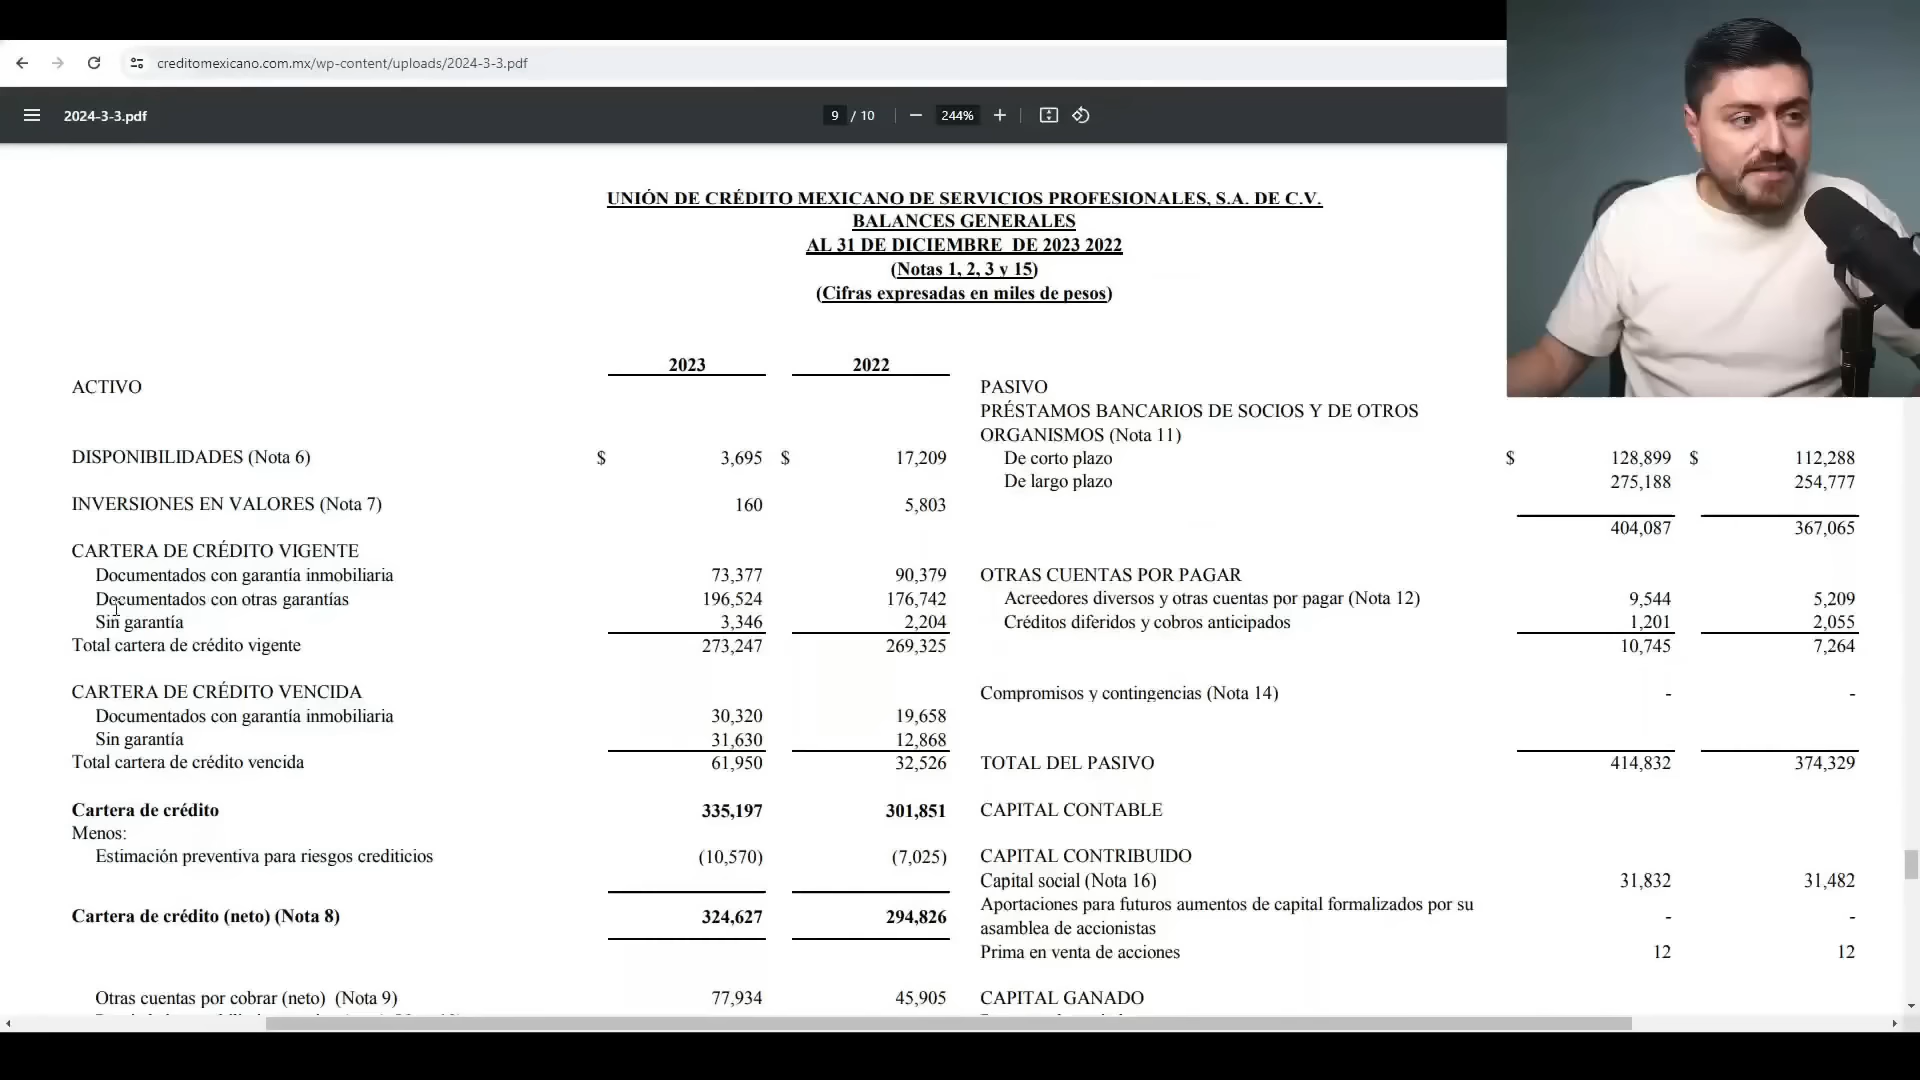 creditomexicano.com.mx/wp-content/uploads/2024-3-3.pdf
2024-3-3.pdf
9 / 10
244%
UNIÓN DE CRÉDITO MEXICANO DE SERVICIOS PROFESIONALES, S.A. DE C.V.
BALANCES GENERALES
AL 31 DE DICIEMBRE DE 2023 2022
(Notas 1, 2, 3 y 15)
(Cifras expresadas en miles de pesos)
2023 2022
ACTIVO
DISPONIBILIDADES (Nota 6) $ 3,695 $ 17,209
INVERSIONES EN VALORES (Nota 7) 160 5,803
CARTERA DE CRÉDITO VIGENTE
Documentados con garantía inmobiliaria 73,377 90,379
Documentados con otras garantías 196,524 176,742
Sin garantía 3,346 2,204
Total cartera de crédito vigente 273,247 269,325
CARTERA DE CRÉDITO VENCIDA
Documentados con garantía inmobiliaria 30,320 19,658
Sin garantía 31,630 12,868
Total cartera de crédito vencida 61,950 32,526
Cartera de crédito 335,197 301,851
Menos:
Estimación preventiva para riesgos crediticios (10,570) (7,025)
Cartera de crédito (neto) (Nota 8) 324,627 294,826
Otras cuentas por cobrar (neto) (Nota 9) 77,934 45,905
PASIVO
PRÉSTAMOS BANCARIOS DE SOCIOS Y DE OTROS
ORGANISMOS (Nota 11)
De corto plazo $ 128,899 $ 112,288
De largo plazo 275,188 254,777
404,087 367,065
OTRAS CUENTAS POR PAGAR
Acreedores diversos y otras cuentas por pagar (Nota 12) 9,544 5,209
Créditos diferidos y cobros anticipados 1,201 2,055
10,745 7,264
Compromisos y contingencias (Nota 14) - -
TOTAL DEL PASIVO 414,832 374,329
CAPITAL CONTABLE
CAPITAL CONTRIBUIDO
Capital social (Nota 16) 31,832 31,482
Aportaciones para futuros aumentos de capital formalizados por su
asamblea de accionistas - -
Prima en venta de acciones 12 12
CAPITAL GANADO